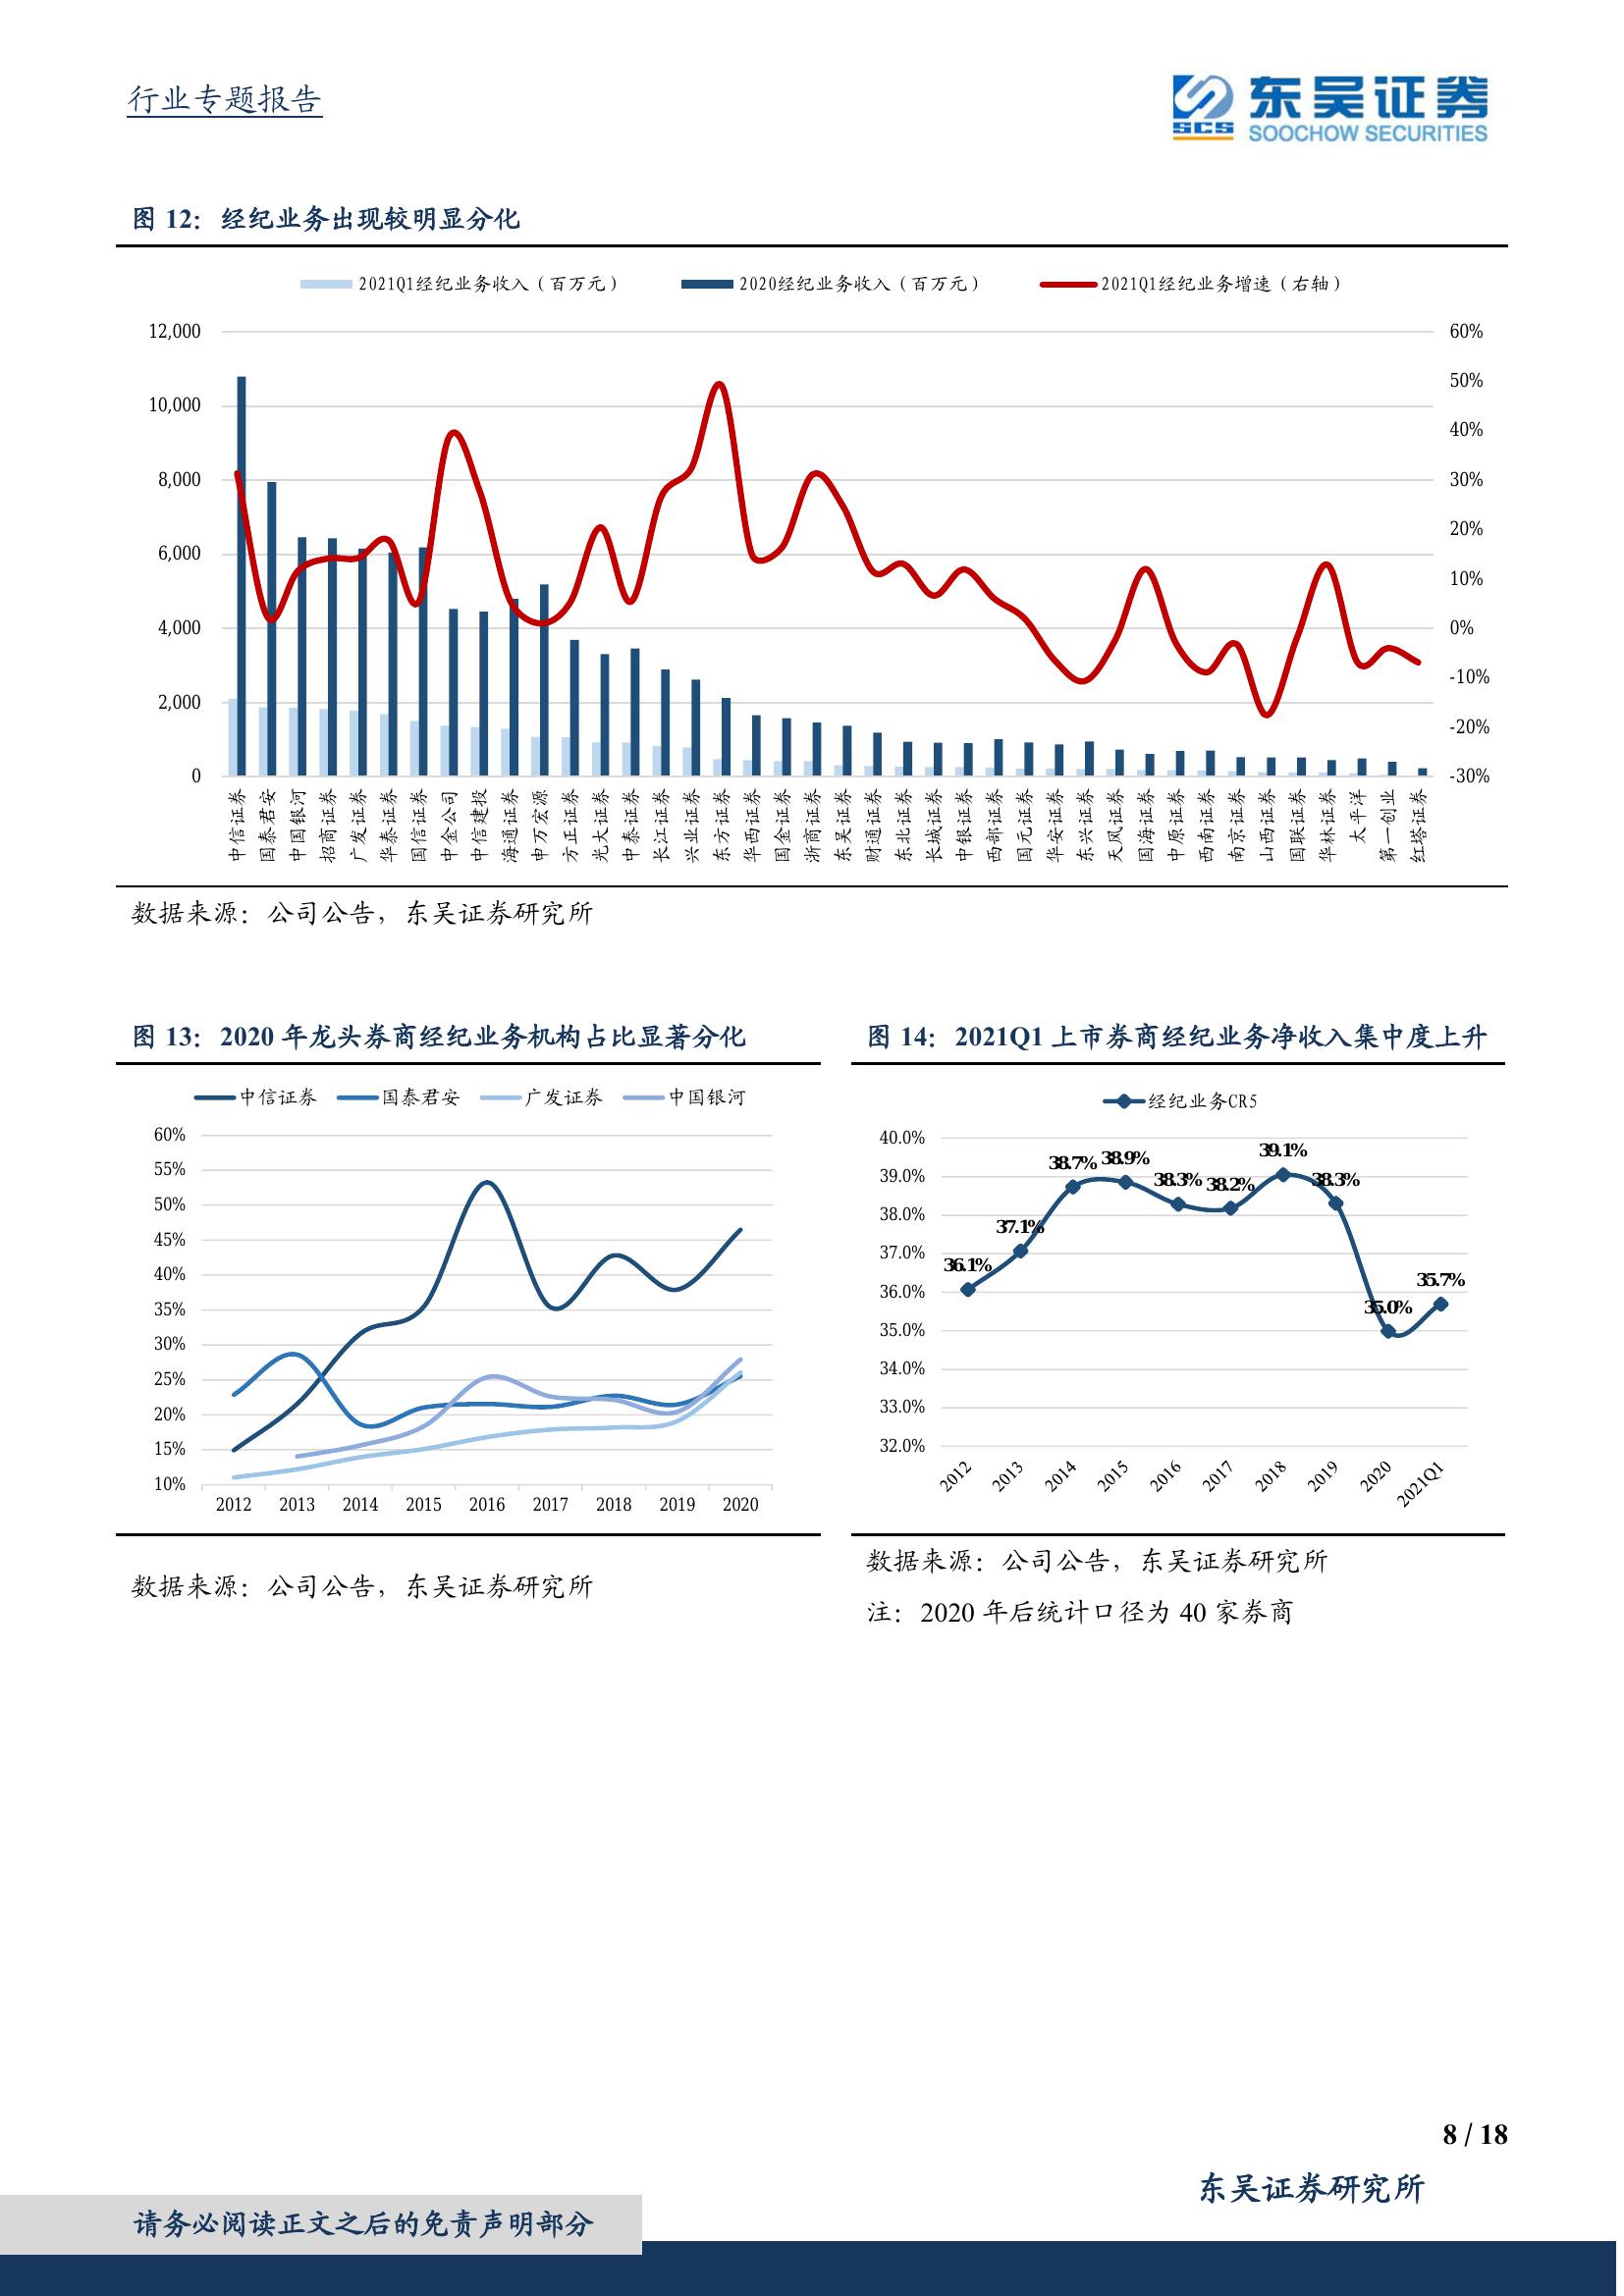 行业专题报告
SCS
东吴证券
SOOCHOW SECURITIES
图 12：经纪业务出现较明显分化
2021Q1经纪业务收入（百万元） 2020经纪业务收入（百万元） 2021Q1经纪业务增速（右轴）
12,000
10,000
8,000
6,000
4,000
2,000
0
60%
50%
40%
30%
20%
10%
0%
-10%
-20%
-30%
中信证券
国泰君安
中国银河
招商证券
广发证券
华泰证券
国信证券
中金公司
中信建投
海通证券
申万宏源
方正证券
光大证券
中泰证券
长江证券
兴业证券
东方证券
华西证券
国金证券
浙商证券
东吴证券
财通证券
东北证券
长城证券
中银证券
西部证券
国元证券
华安证券
东兴证券
天风证券
国海证券
中原证券
西南证券
南京证券
山西证券
国联证券
华林证券
太平洋
第一创业
红塔证券
数据来源：公司公告，东吴证券研究所
图 13：2020 年龙头券商经纪业务机构占比显著分化
中信证券 国泰君安 广发证券 中国银河
60%
55%
50%
45%
40%
35%
30%
25%
20%
15%
10%
2012 2013 2014 2015 2016 2017 2018 2019 2020
数据来源：公司公告，东吴证券研究所
图 14：2021Q1 上市券商经纪业务净收入集中度上升
经纪业务CR5
40.0%
39.0%
38.0%
37.0%
36.0%
35.0%
34.0%
33.0%
32.0%
36.1%
37.1%
38.7%
38.9%
38.3%
38.2%
39.1%
38.3%
35.0%
35.7%
2012 2013 2014 2015 2016 2017 2018 2019 2020 2021Q1
数据来源：公司公告，东吴证券研究所
注：2020 年后统计口径为 40 家券商
8 / 18
东吴证券研究所
请务必阅读正文之后的免责声明部分